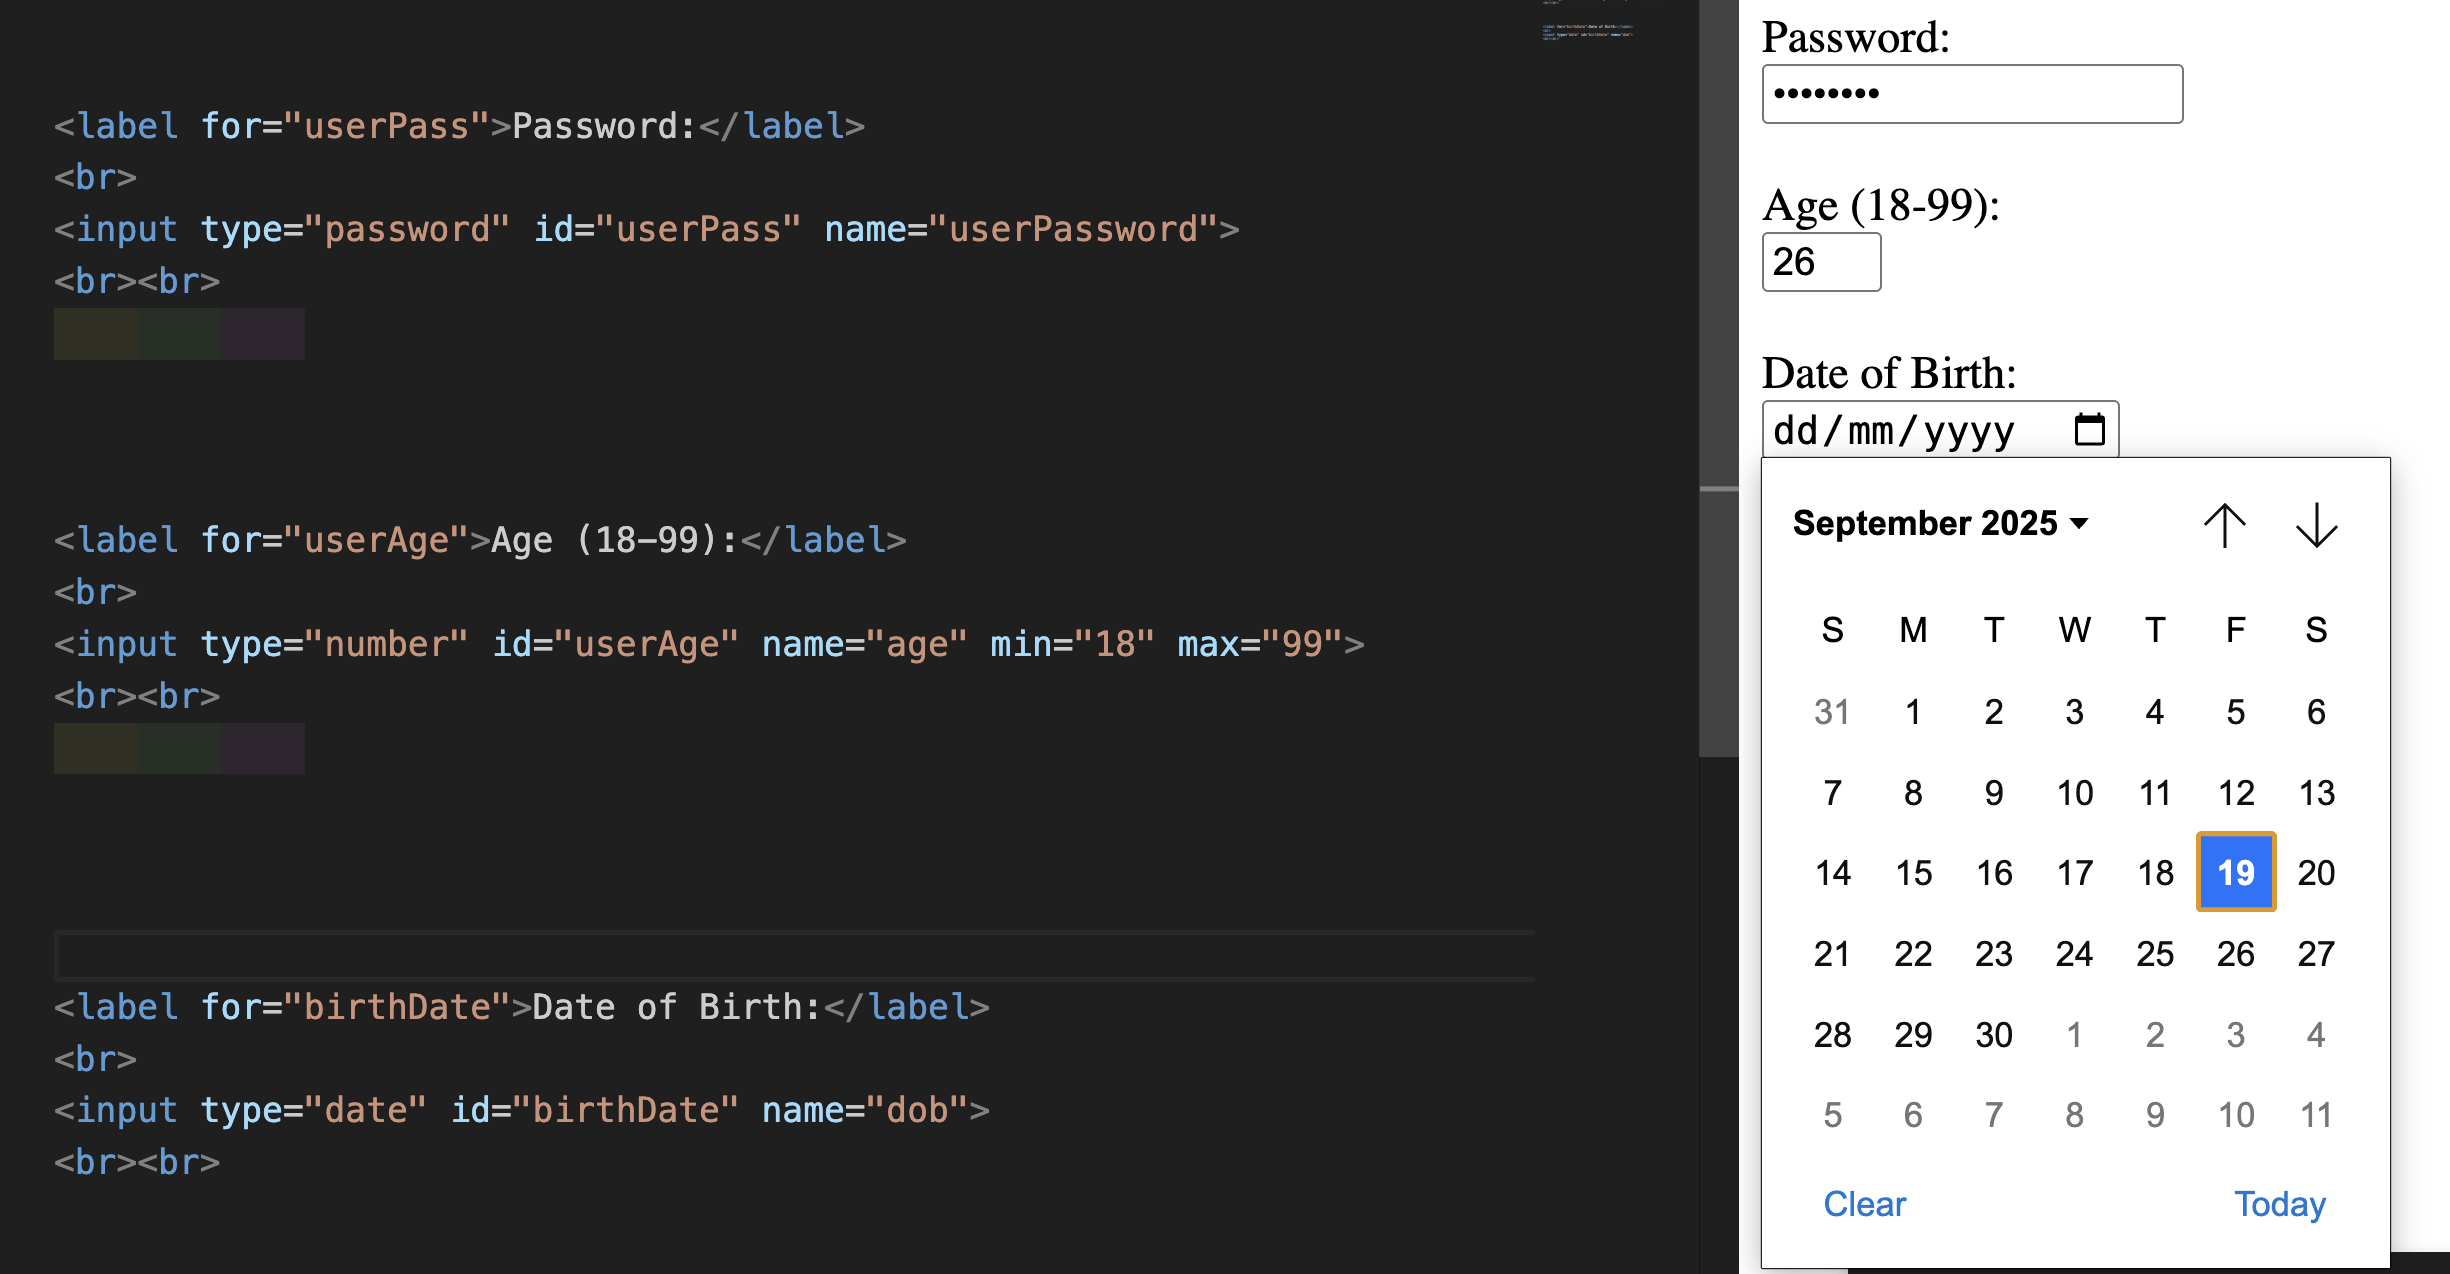 <label for="userPass">Password:</label>
<br>
<input type="password" id="userPass" name="userPassword">
<br><br>
<label for="userAge">Age (18-99):</label>
<br>
<input type="number" id="userAge" name="age" min="18" max="99">
<br><br>
<label for="birthDate">Date of Birth:</label>
<br>
<input type="date" id="birthDate" name="dob">
<br><br>
Password:
••••••••
Age (18-99):
26
Date of Birth:
dd/mm/yyyy
September 2025
S M T W T F S
31 1 2 3 4 5 6
7 8 9 10 11 12 13
14 15 16 17 18 19 20
21 22 23 24 25 26 27
28 29 30 1 2 3 4
5 6 7 8 9 10 11
Clear Today